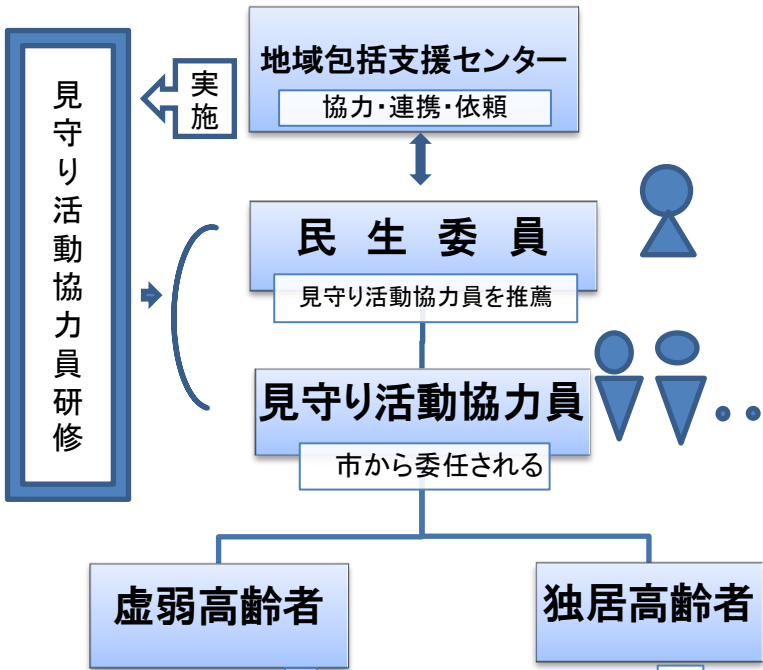 地域包括支援センター
協力・連携・依頼
実施
見守り活動協力員研修
民生委員
見守り活動協力員を推薦
見守り活動協力員
市から委任される
虚弱高齢者
独居高齢者